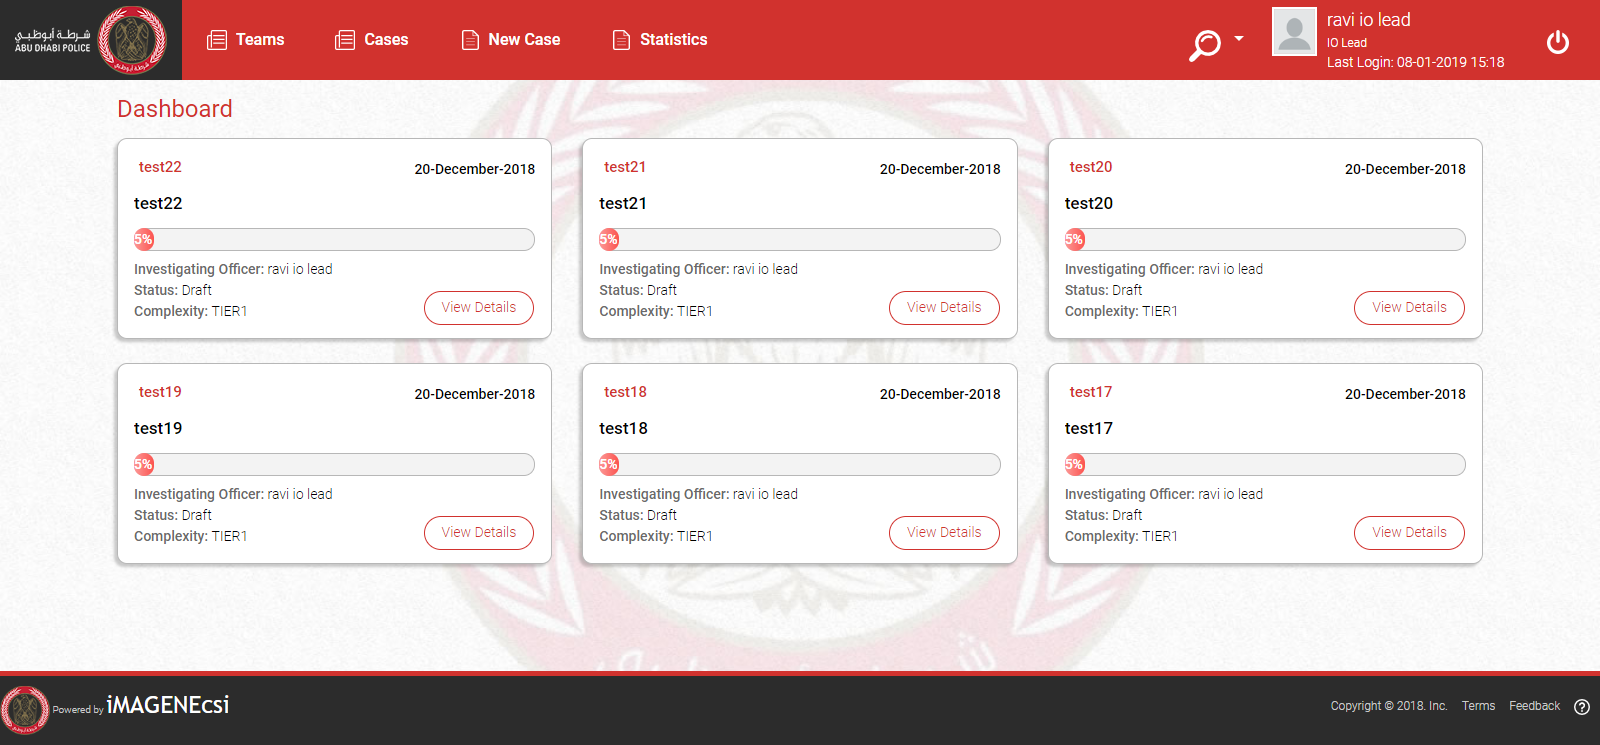 شرطة أبوظبي
ABU DHABI POLICE
Teams
Cases
New Case
Statistics
ravi io lead
IO Lead
Last Login: 08-01-2019 15:18
Dashboard
test22
20-December-2018
test22
5%
Investigating Officer: ravi io lead
Status: Draft
Complexity: TIER1
View Details
test21
20-December-2018
test21
5%
Investigating Officer: ravi io lead
Status: Draft
Complexity: TIER1
View Details
test20
20-December-2018
test20
5%
Investigating Officer: ravi io lead
Status: Draft
Complexity: TIER1
View Details
test19
20-December-2018
test19
5%
Investigating Officer: ravi io lead
Status: Draft
Complexity: TIER1
View Details
test18
20-December-2018
test18
5%
Investigating Officer: ravi io lead
Status: Draft
Complexity: TIER1
View Details
test17
20-December-2018
test17
5%
Investigating Officer: ravi io lead
Status: Draft
Complexity: TIER1
View Details
Powered by iMAGENEcsi
Copyright © 2018. Inc.
Terms
Feedback